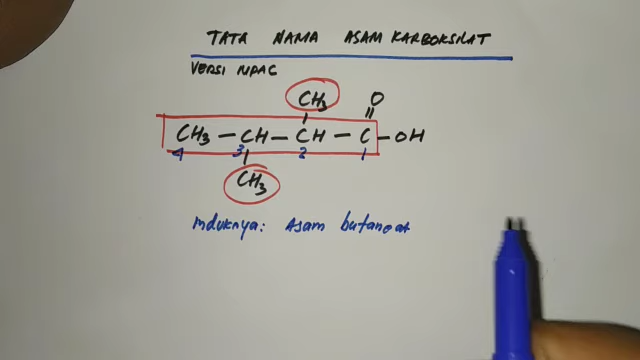 TATA NAMA ASAM KARBOKSILAT
VERSI IUPAC
CH3 O
CH3 – CH – CH – C – OH
4 3 2 1
CH3
Induknya: Asam butanoat